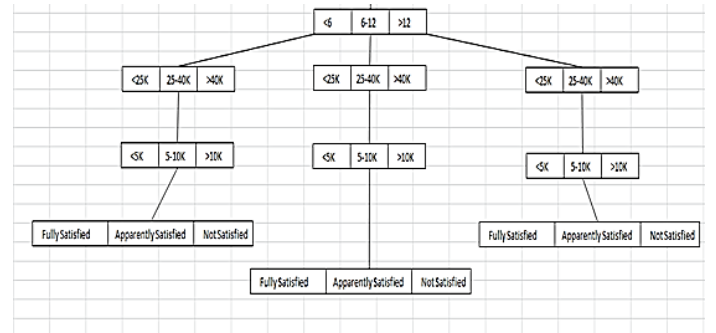 <6 6-12 >12
<25K 25-40K >40K
<25K 25-40K >40K
<25K 25-40K >40K
<5K 5-10K >10K
<5K 5-10K >10K
<5K 5-10K >10K
Fully Satisfied Apparently Satisfied Not Satisfied
Fully Satisfied Apparently Satisfied Not Satisfied
Fully Satisfied Apparently Satisfied Not Satisfied